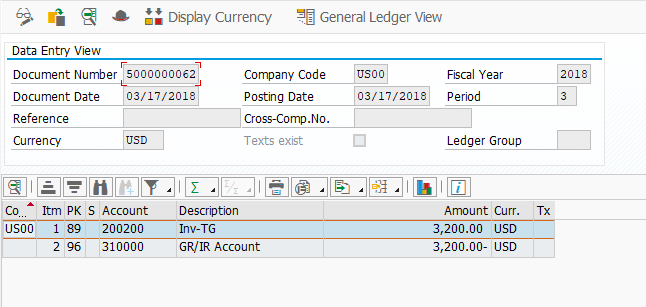 Display Currency General Ledger View
Data Entry View
Document Number 5000000062 Company Code US00 Fiscal Year 2018
Document Date 03/17/2018 Posting Date 03/17/2018 Period 3
Reference Cross-Comp.No.
Currency USD Texts exist Ledger Group
Co.. Itm PK S Account Description Amount Curr. Tx
US00 1 89 200200 Inv-TG 3,200.00 USD
2 96 310000 GR/IR Account 3,200.00- USD